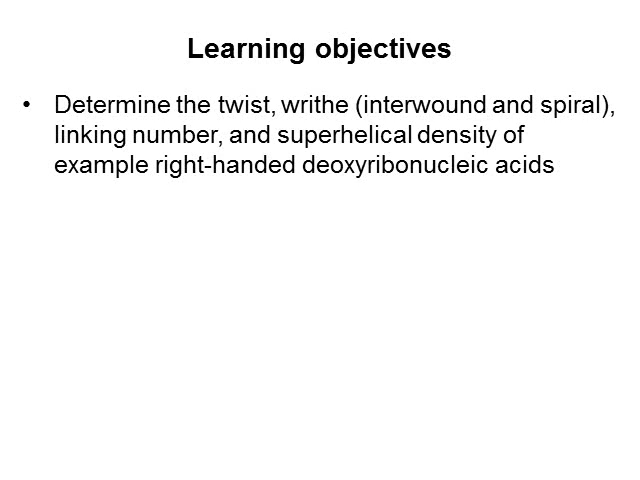 Learning objectives
• Determine the twist, writhe (interwound and spiral),
linking number, and superhelical density of
example right-handed deoxyribonucleic acids